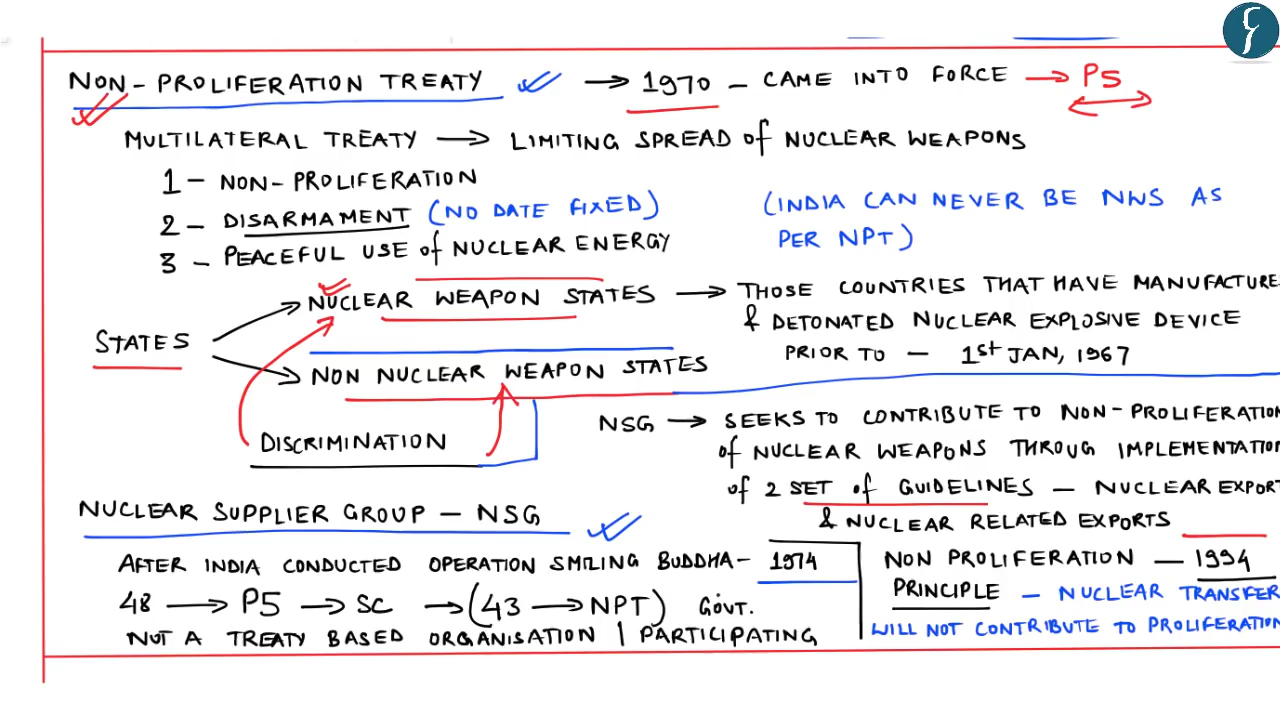 NON-PROLIFERATION TREATY → 1970 - CAME INTO FORCE → P5
MULTILATERAL TREATY → LIMITING SPREAD of NUCLEAR WEAPONS
1 - NON-PROLIFERATION
2 - DISARMAMENT (NO DATE FIXED)
3 - PEACEFUL USE of NUCLEAR ENERGY
(INDIA CAN NEVER BE NWS AS
PER NPT)
STATES
NUCLEAR WEAPON STATES → THOSE COUNTRIES THAT HAVE MANUFACTURE
& DETONATED NUCLEAR EXPLOSIVE DEVICE
PRIOR TO - 1st JAN, 1967
NON NUCLEAR WEAPON STATES
DISCRIMINATION
NSG → SEEKS TO CONTRIBUTE TO NON-PROLIFERATION
of NUCLEAR WEAPONS THROUGH IMPLEMENTATION
of 2 SET of GUIDELINES - NUCLEAR EXPORT
& NUCLEAR RELATED EXPORTS
NUCLEAR SUPPLIER GROUP - NSG
AFTER INDIA CONDUCTED OPERATION SMILING BUDDHA - 1974
48 → P5 → SC → (43 → NPT) GOVT.
NOT A TREATY BASED ORGANISATION | PARTICIPATING
NON PROLIFERATION - 1994
PRINCIPLE - NUCLEAR TRANSFER
WILL NOT CONTRIBUTE TO PROLIFERATION